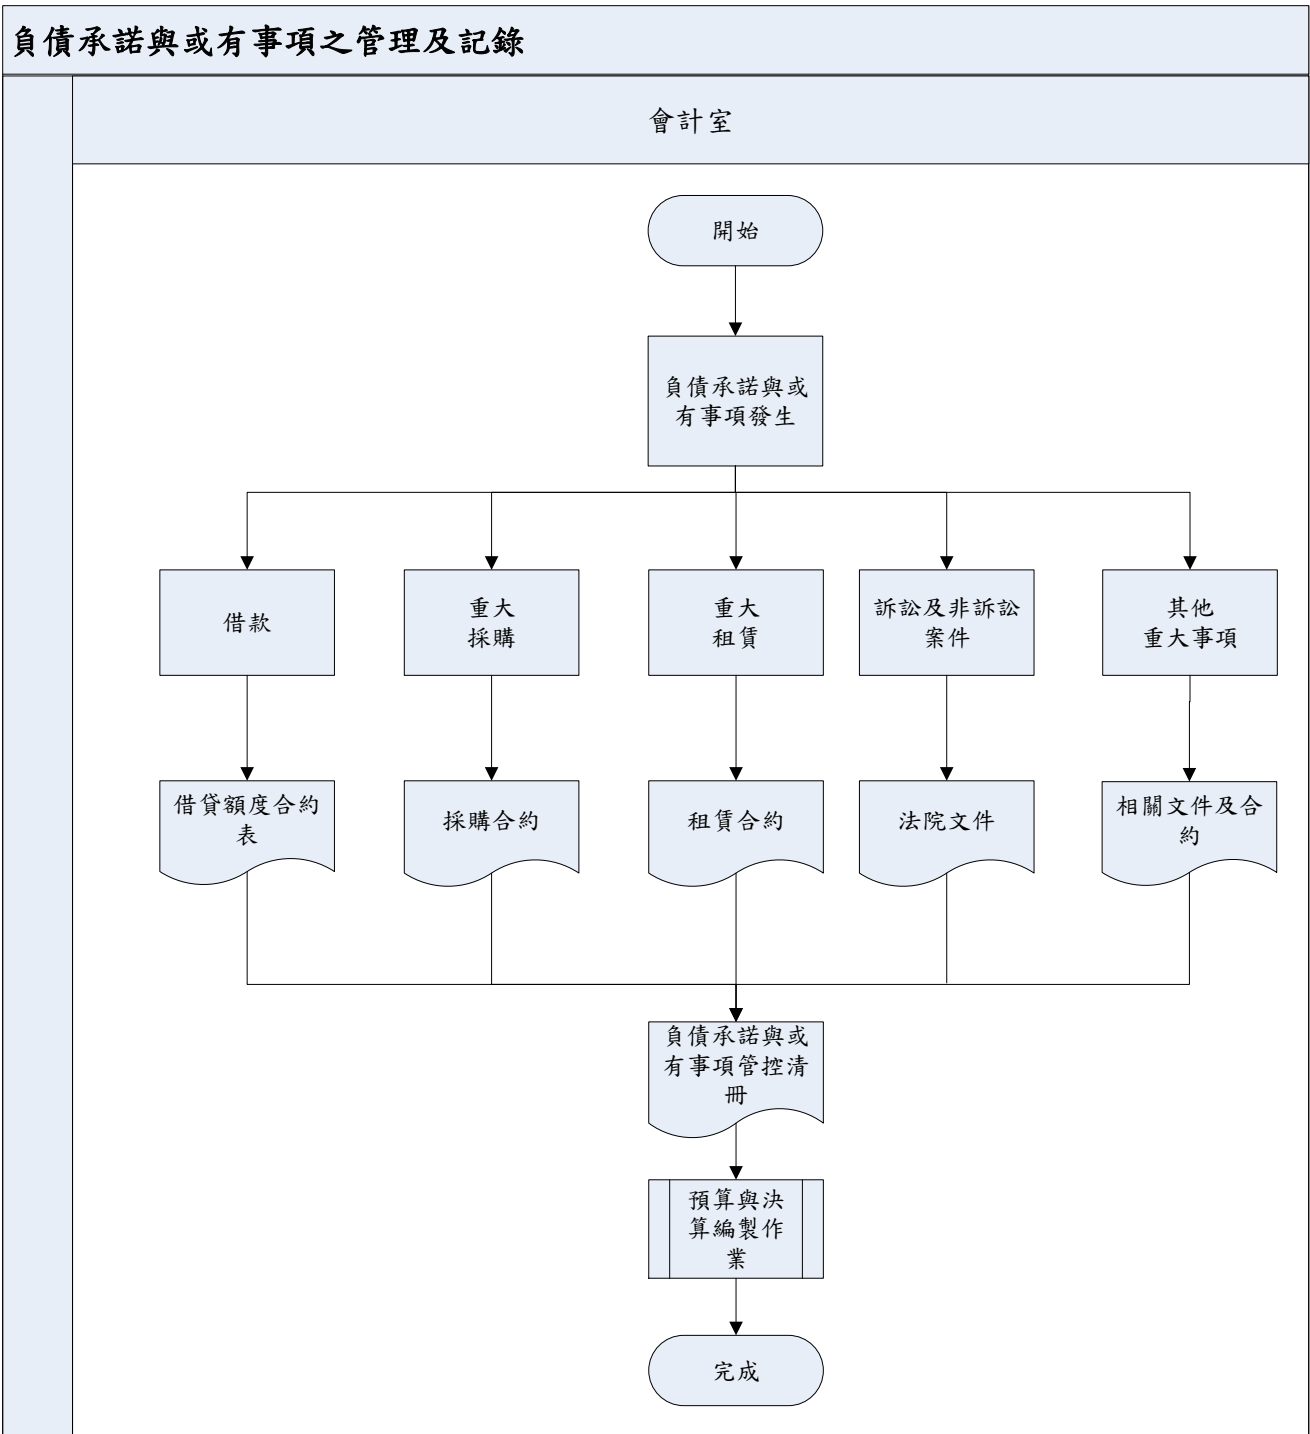 負債承諾與或有事項之管理及記錄
會計室
開始
負債承諾與或
有事項發生
借款
重大
採購
重大
租賃
訴訟及非訴訟
案件
其他
重大事項
借貸額度合約
表
採購合約
租賃合約
法院文件
相關文件及合
約
負債承諾與或
有事項管控清
冊
預算與決
算編製作
業
完成